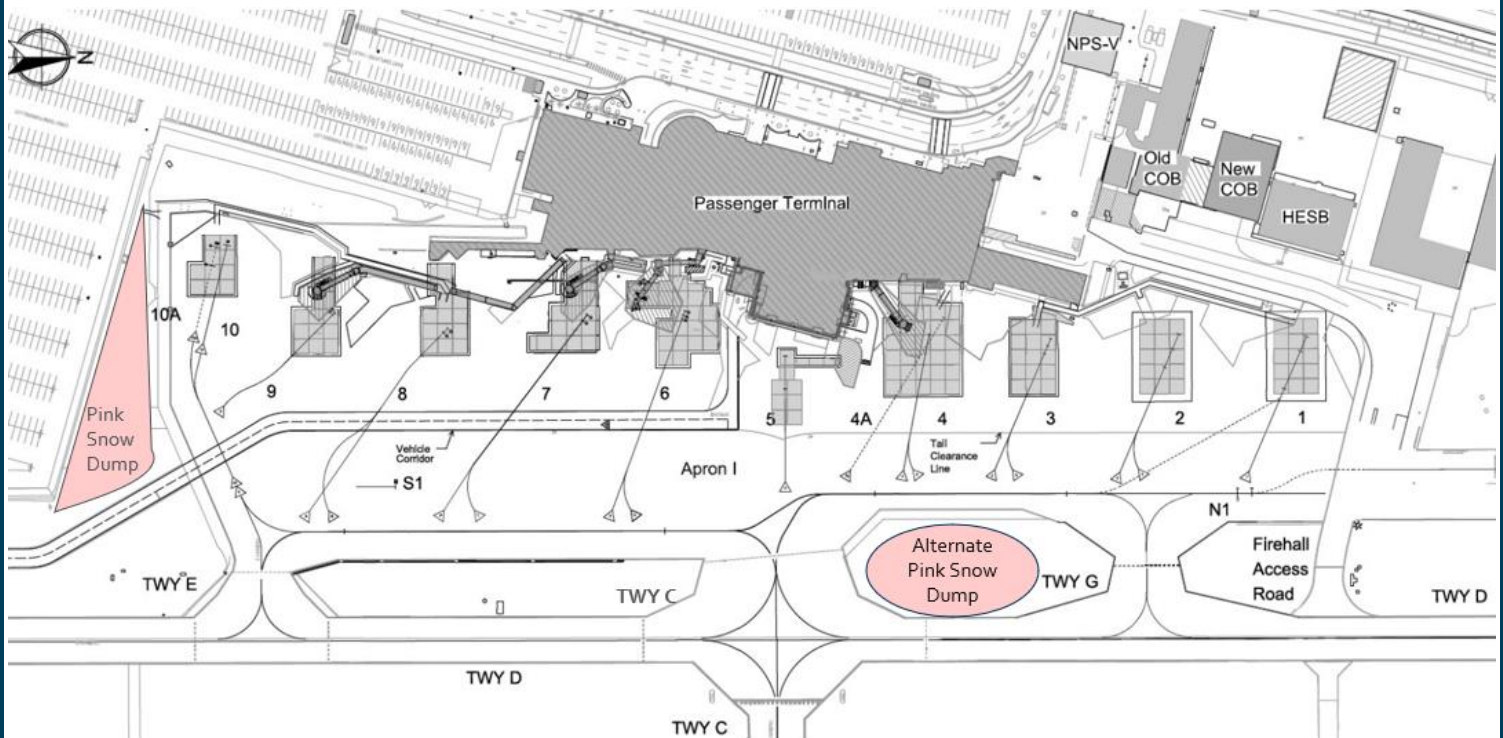 N
NPS-V
Old
COB
New
COB
HESB
Passenger Terminal
10A
10
9
8
7
6
5
4A
4
3
2
1
Pink
Snow
Dump
Vehicle
Corridor
S1
Apron I
Tail
Clearance
Line
N1
Alternate
Pink Snow
Dump
Firehall
Access
Road
TWY E
TWY C
TWY G
TWY D
TWY D
TWY C